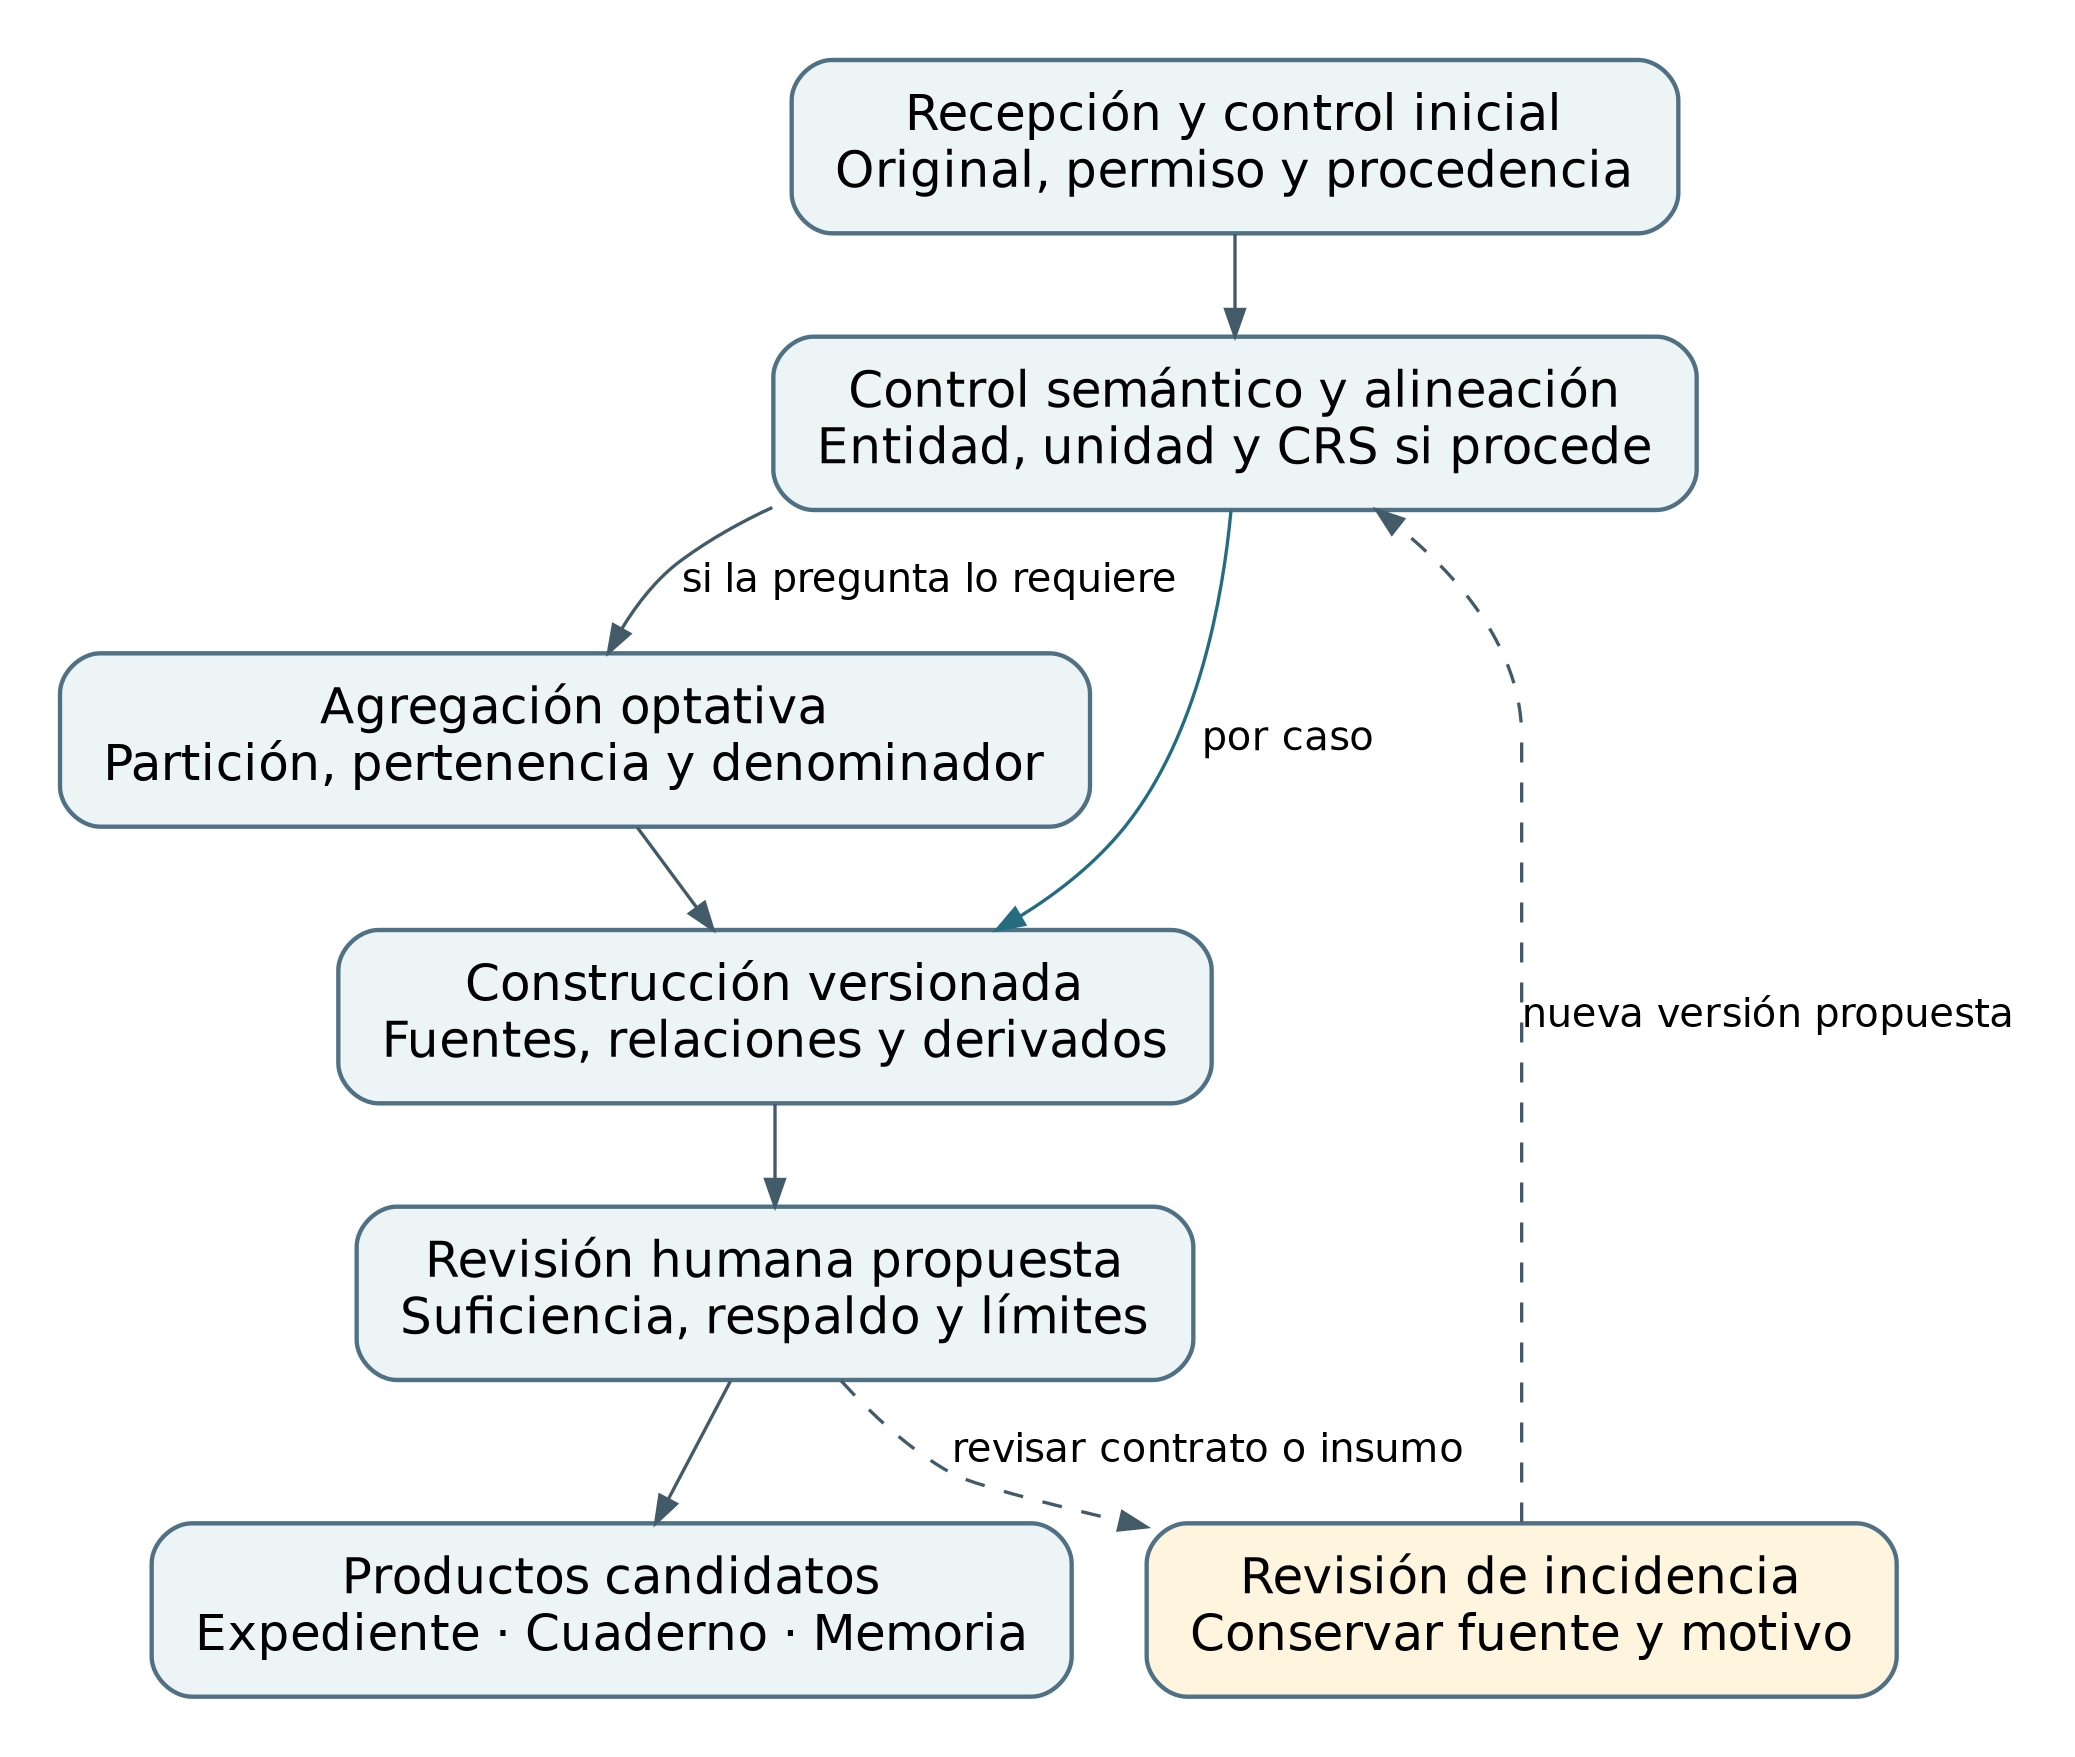 Recepción y control inicial
Original, permiso y procedencia
Control semántico y alineación
Entidad, unidad y CRS si procede
si la pregunta lo requiere
Agregación optativa
Partición, pertenencia y denominador
por caso
Construcción versionada
Fuentes, relaciones y derivados
nueva versión propuesta
Revisión humana propuesta
Suficiencia, respaldo y límites
revisar contrato o insumo
Productos candidatos
Expediente · Cuaderno · Memoria
Revisión de incidencia
Conservar fuente y motivo